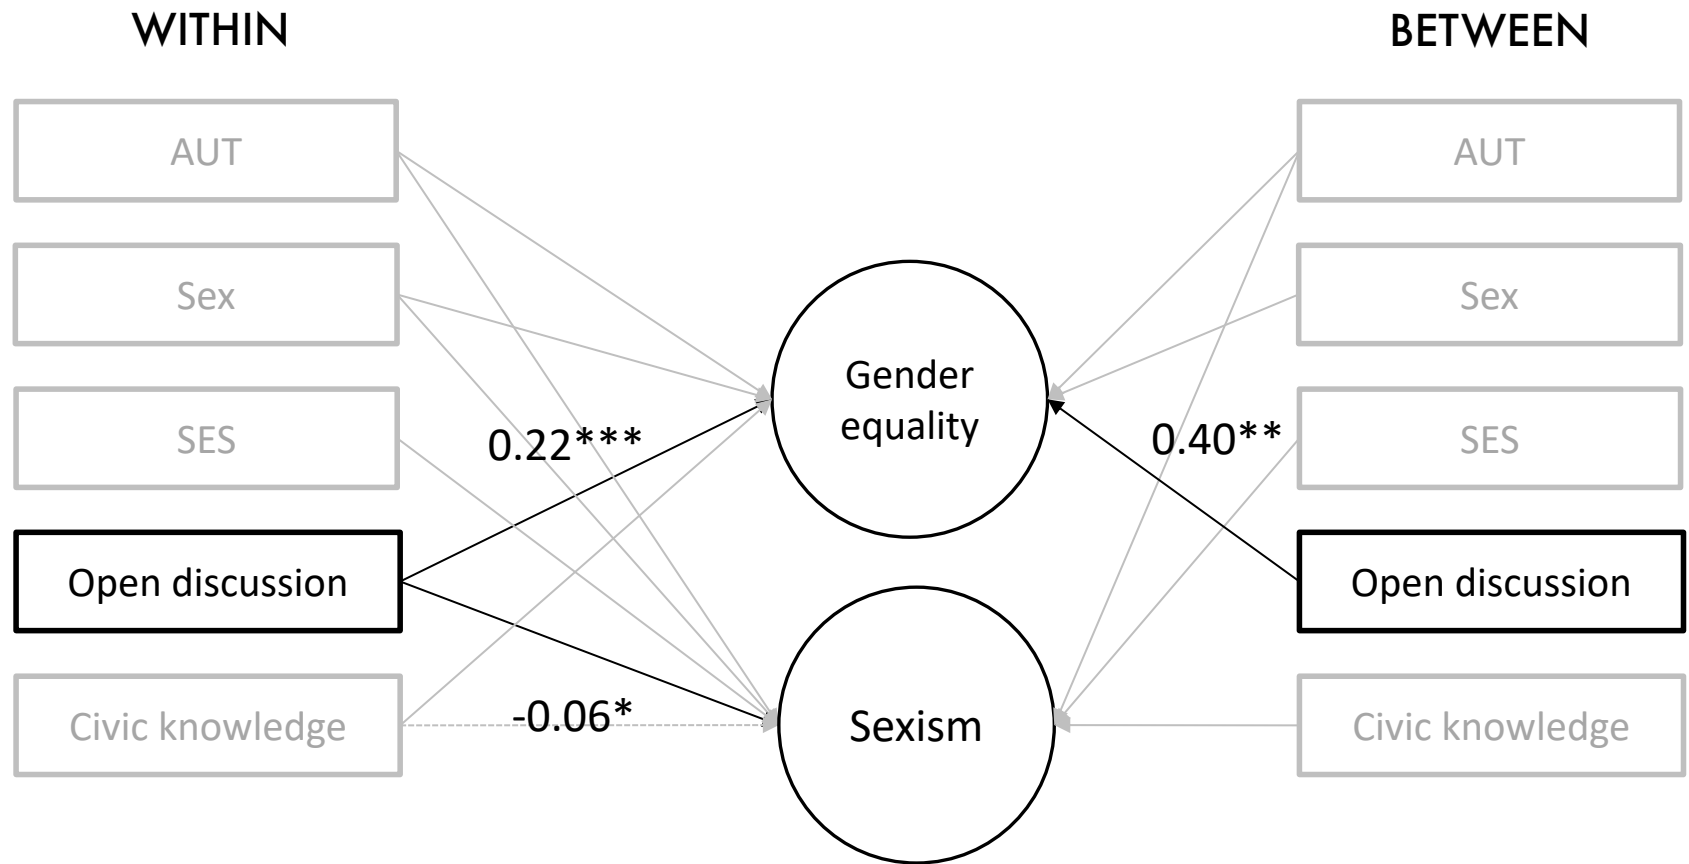 WITHIN
BETWEEN
AUT
Sex
SES
Open discussion
Civic knowledge
0.22***
-0.06*
Gender
equality
Sexism
0.40**
AUT
Sex
SES
Open discussion
Civic knowledge